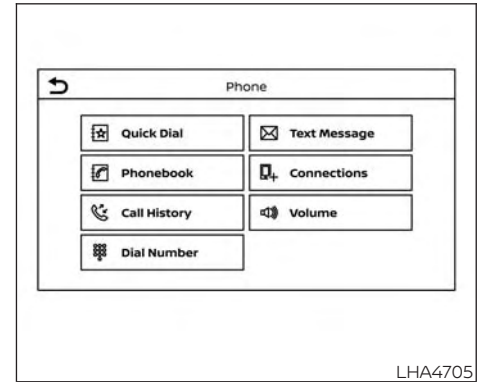 Phone
Quick Dial
Text Message
Phonebook
Connections
Call History
Volume
Dial Number
LHA4705